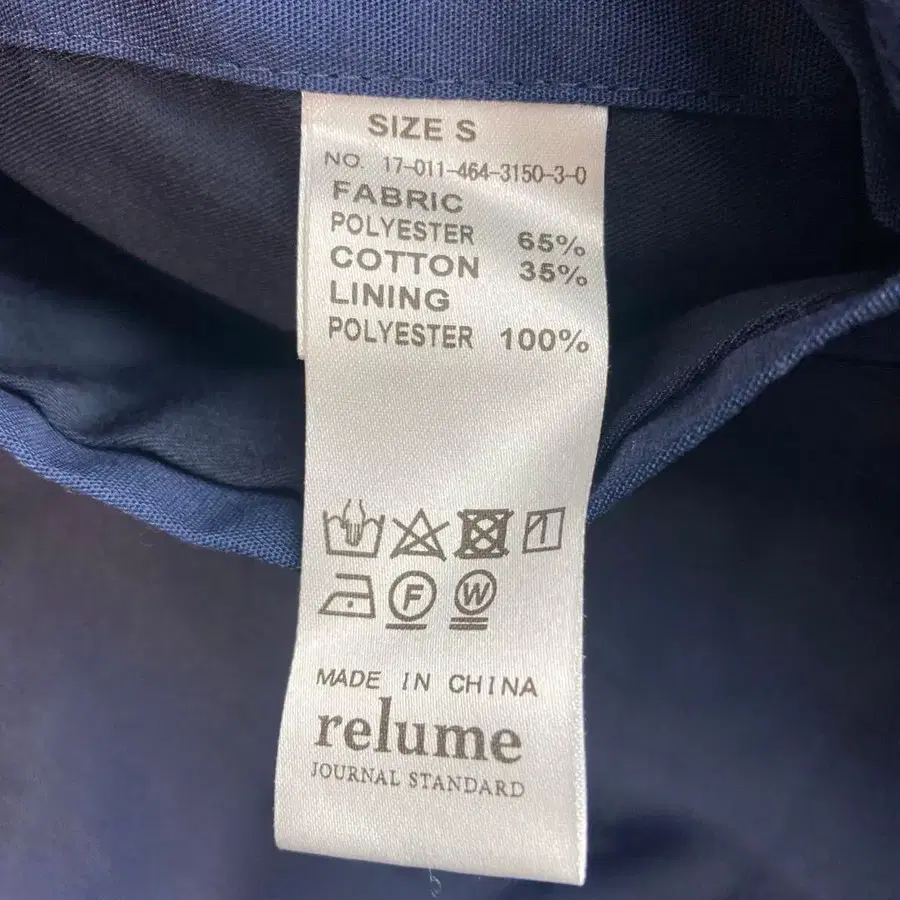 SIZE S
NO. 17-011-464-3150-3-0
FABRIC
POLYESTER 65%
COTTON 35%
LINING
POLYESTER 100%
F W
MADE IN CHINA
relume
JOURNAL STANDARD